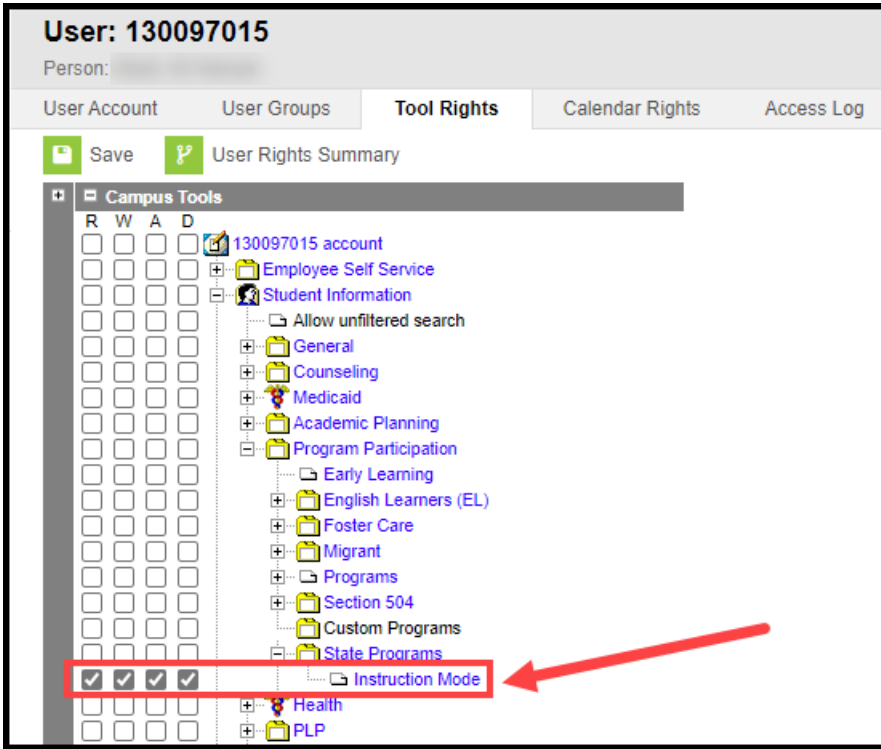 User: 130097015
Person:
User Account User Groups Tool Rights Calendar Rights Access Log
Save User Rights Summary
Campus Tools
R W A D
130097015 account
Employee Self Service
Student Information
Allow unfiltered search
General
Counseling
Medicaid
Academic Planning
Program Participation
Early Learning
English Learners (EL)
Foster Care
Migrant
Programs
Section 504
Custom Programs
State Programs
Instruction Mode
Health
PLP